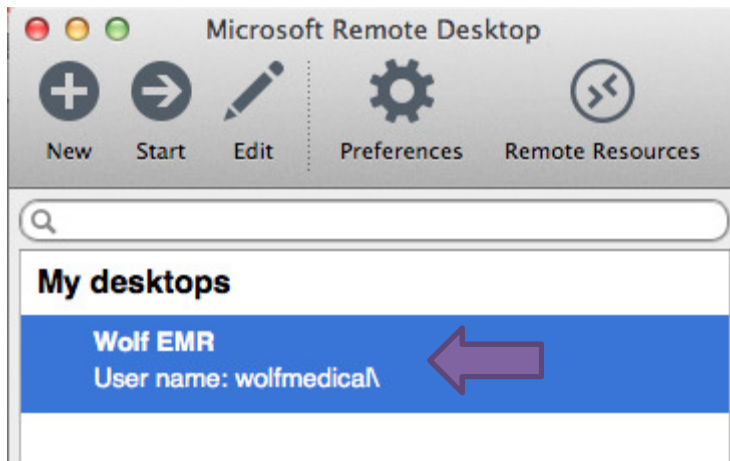 Microsoft Remote Desktop
New Start Edit Preferences Remote Resources
My desktops
Wolf EMR
User name: wolfmedical\